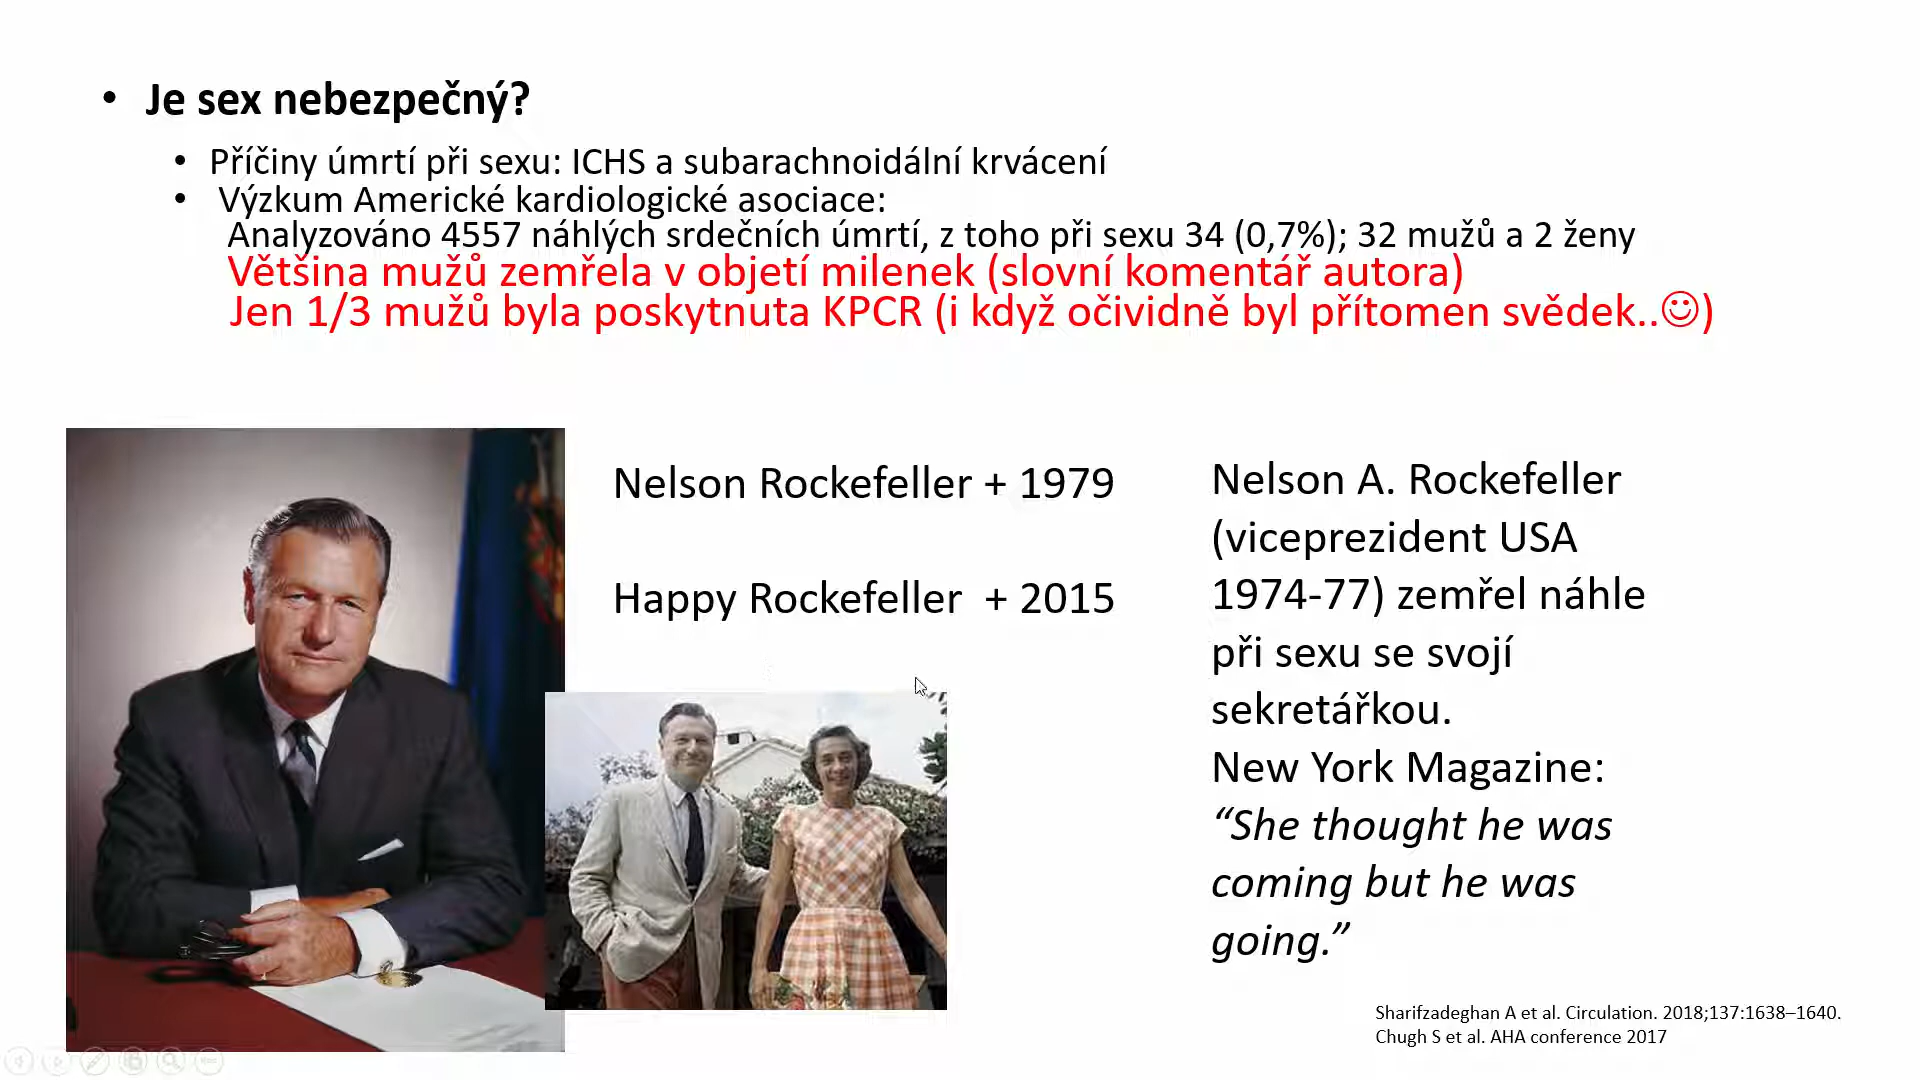 • Je sex nebezpečný?
• Příčiny úmrtí při sexu: ICHS a subarachnoidální krvácení
• Výzkum Americké kardiologické asociace:
Analyzováno 4557 náhlých srdečních úmrtí, z toho při sexu 34 (0,7%); 32 mužů a 2 ženy
Většina mužů zemřela v objetí milenek (slovní komentář autora)
Jen 1/3 mužů byla poskytnuta KPCR (i když očividně byl přítomen svědek..☺)
Nelson Rockefeller + 1979
Happy Rockefeller + 2015
Nelson A. Rockefeller
(viceprezident USA
1974-77) zemřel náhle
při sexu se svojí
sekretářkou.
New York Magazine:
“She thought he was
coming but he was
going.”
Sharifzadeghan A et al. Circulation. 2018;137:1638–1640.
Chugh S et al. AHA conference 2017